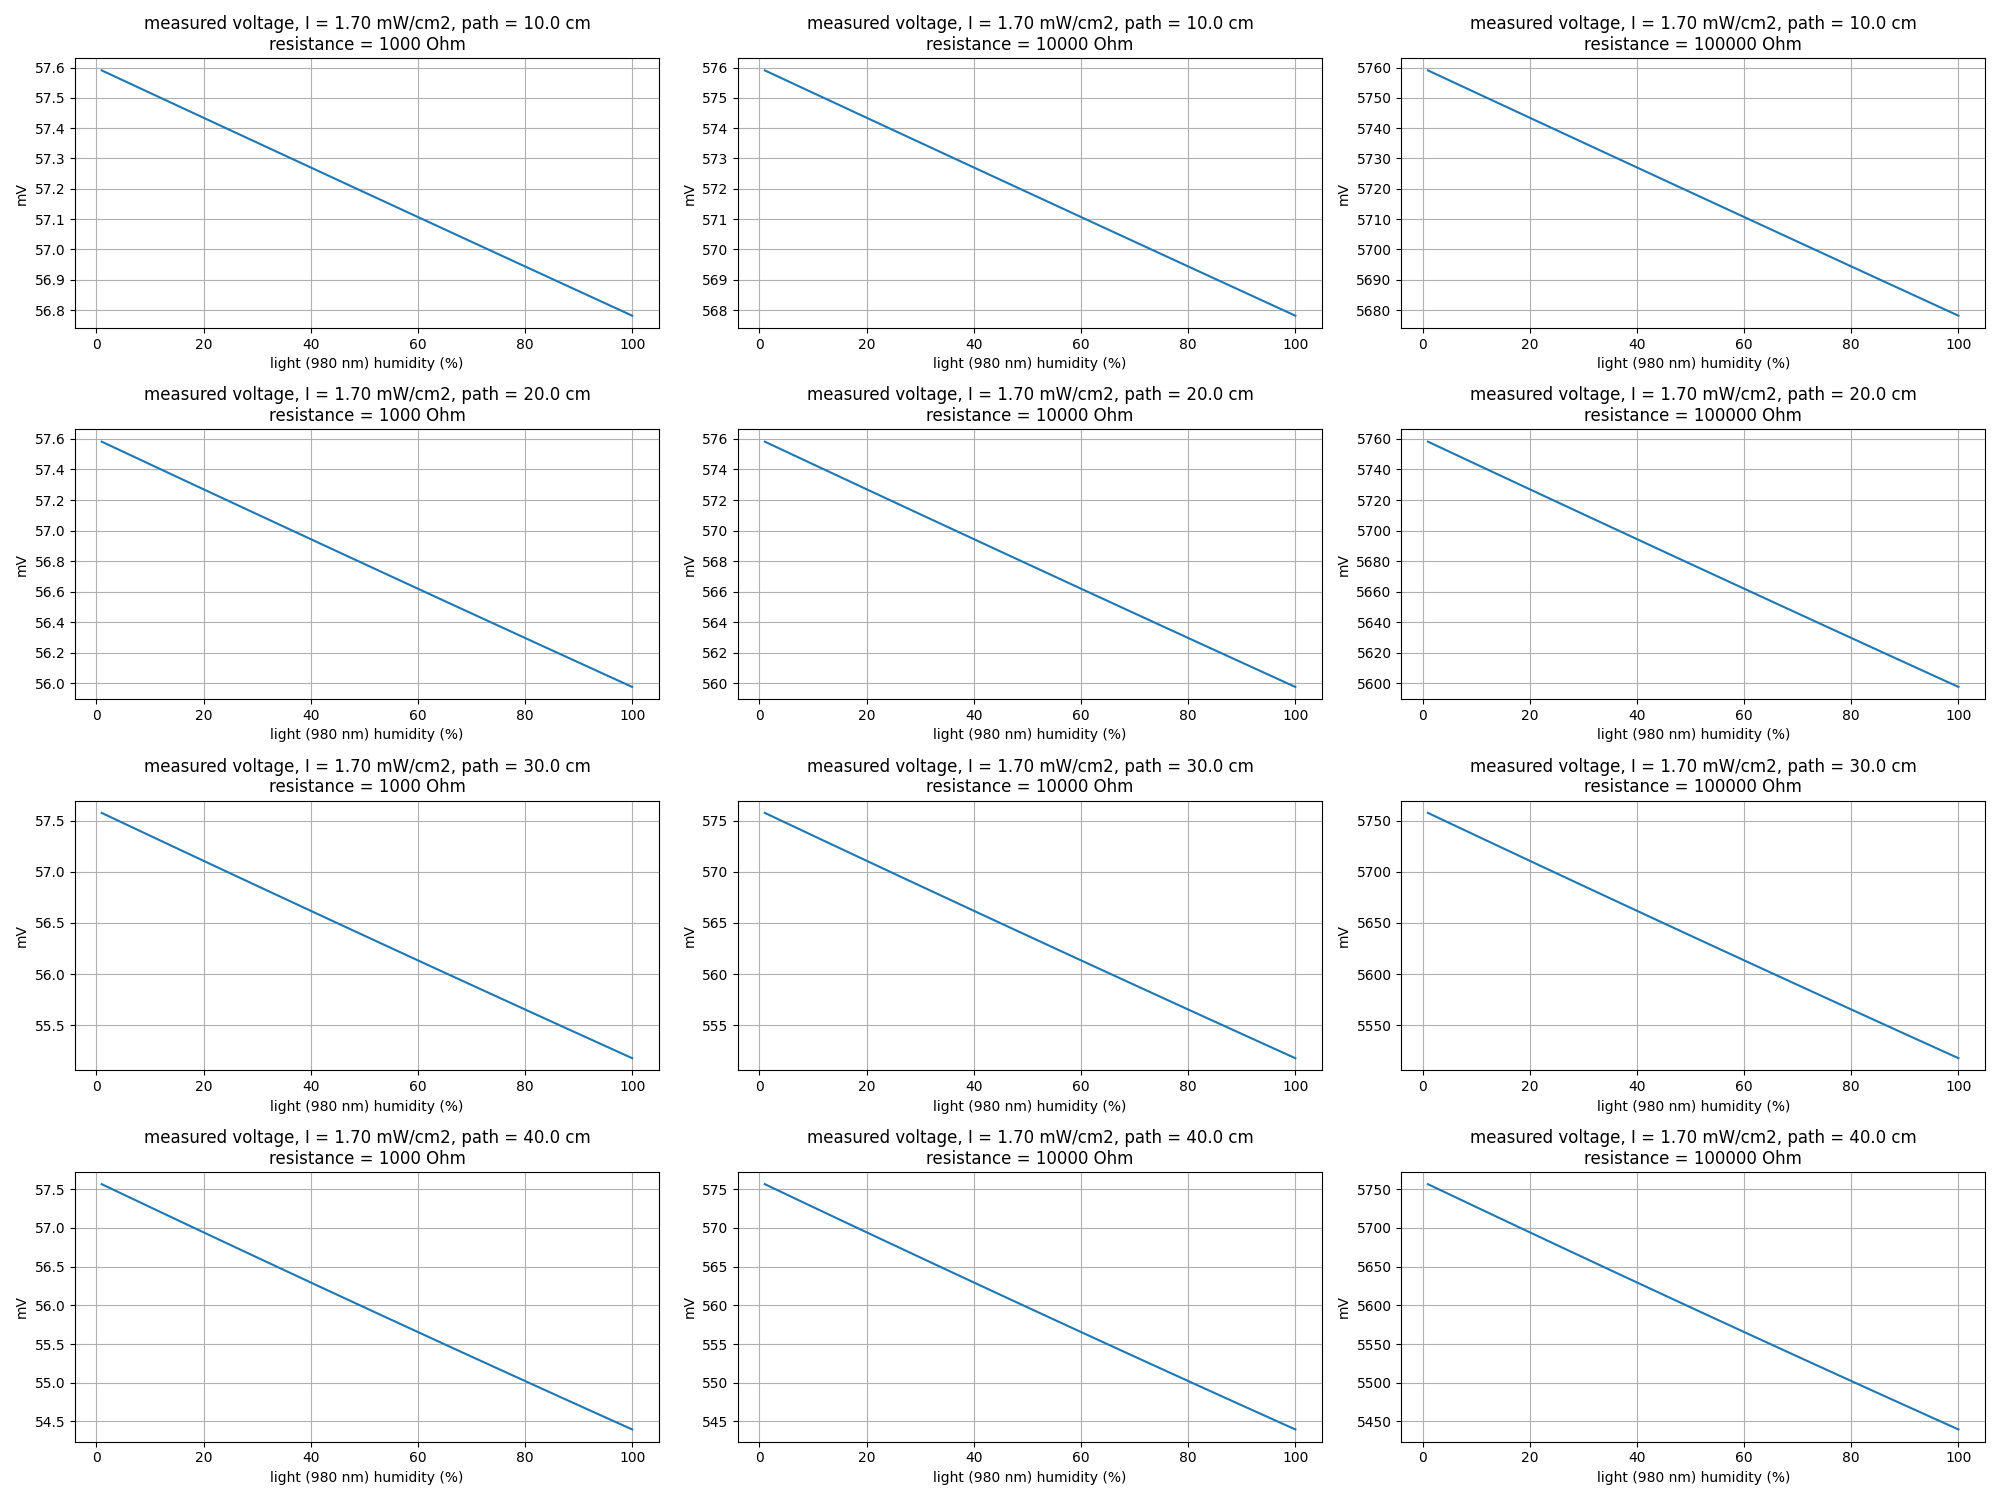 measured voltage, I = 1.70 mW/cm2, path = 10.0 cm
resistance = 1000 Ohm
57.6
57.5
57.4
57.3
57.2
57.1
57.0
56.9
56.8
mV
0 20 40 60 80 100
light (980 nm) humidity (%)
measured voltage, I = 1.70 mW/cm2, path = 10.0 cm
resistance = 10000 Ohm
576
575
574
573
572
571
570
569
568
mV
0 20 40 60 80 100
light (980 nm) humidity (%)
measured voltage, I = 1.70 mW/cm2, path = 10.0 cm
resistance = 100000 Ohm
5760
5750
5740
5730
5720
5710
5700
5690
5680
mV
0 20 40 60 80 100
light (980 nm) humidity (%)
measured voltage, I = 1.70 mW/cm2, path = 20.0 cm
resistance = 1000 Ohm
57.6
57.4
57.2
57.0
56.8
56.6
56.4
56.2
56.0
mV
0 20 40 60 80 100
light (980 nm) humidity (%)
measured voltage, I = 1.70 mW/cm2, path = 20.0 cm
resistance = 10000 Ohm
576
574
572
570
568
566
564
562
560
mV
0 20 40 60 80 100
light (980 nm) humidity (%)
measured voltage, I = 1.70 mW/cm2, path = 20.0 cm
resistance = 100000 Ohm
5760
5740
5720
5700
5680
5660
5640
5620
5600
mV
0 20 40 60 80 100
light (980 nm) humidity (%)
measured voltage, I = 1.70 mW/cm2, path = 30.0 cm
resistance = 1000 Ohm
57.5
57.0
56.5
56.0
55.5
mV
0 20 40 60 80 100
light (980 nm) humidity (%)
measured voltage, I = 1.70 mW/cm2, path = 30.0 cm
resistance = 10000 Ohm
575
570
565
560
555
mV
0 20 40 60 80 100
light (980 nm) humidity (%)
measured voltage, I = 1.70 mW/cm2, path = 30.0 cm
resistance = 100000 Ohm
5750
5700
5650
5600
5550
mV
0 20 40 60 80 100
light (980 nm) humidity (%)
measured voltage, I = 1.70 mW/cm2, path = 40.0 cm
resistance = 1000 Ohm
57.5
57.0
56.5
56.0
55.5
55.0
54.5
mV
0 20 40 60 80 100
light (980 nm) humidity (%)
measured voltage, I = 1.70 mW/cm2, path = 40.0 cm
resistance = 10000 Ohm
575
570
565
560
555
550
545
mV
0 20 40 60 80 100
light (980 nm) humidity (%)
measured voltage, I = 1.70 mW/cm2, path = 40.0 cm
resistance = 100000 Ohm
5750
5700
5650
5600
5550
5500
5450
mV
0 20 40 60 80 100
light (980 nm) humidity (%)